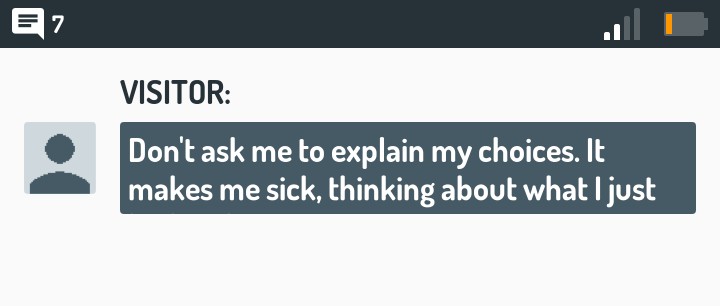 7
VISITOR:
Don't ask me to explain my choices. It
makes me sick, thinking about what I just